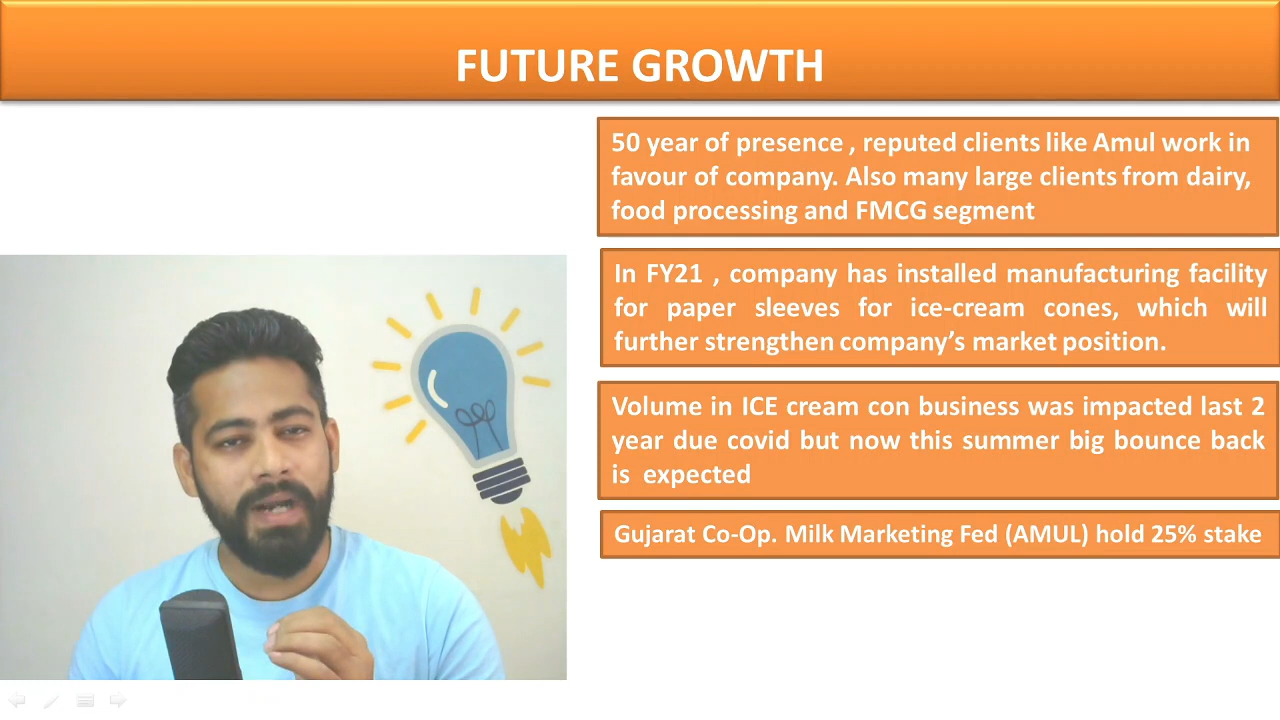 FUTURE GROWTH
50 year of presence , reputed clients like Amul work in
favour of company. Also many large clients from dairy,
food processing and FMCG segment
In FY21 , company has installed manufacturing facility
for paper sleeves for ice-cream cones, which will
further strengthen company's market position.
Volume in ICE cream con business was impacted last 2
year due covid but now this summer big bounce back
is expected
Gujarat Co-Op. Milk Marketing Fed (AMUL) hold 25% stake